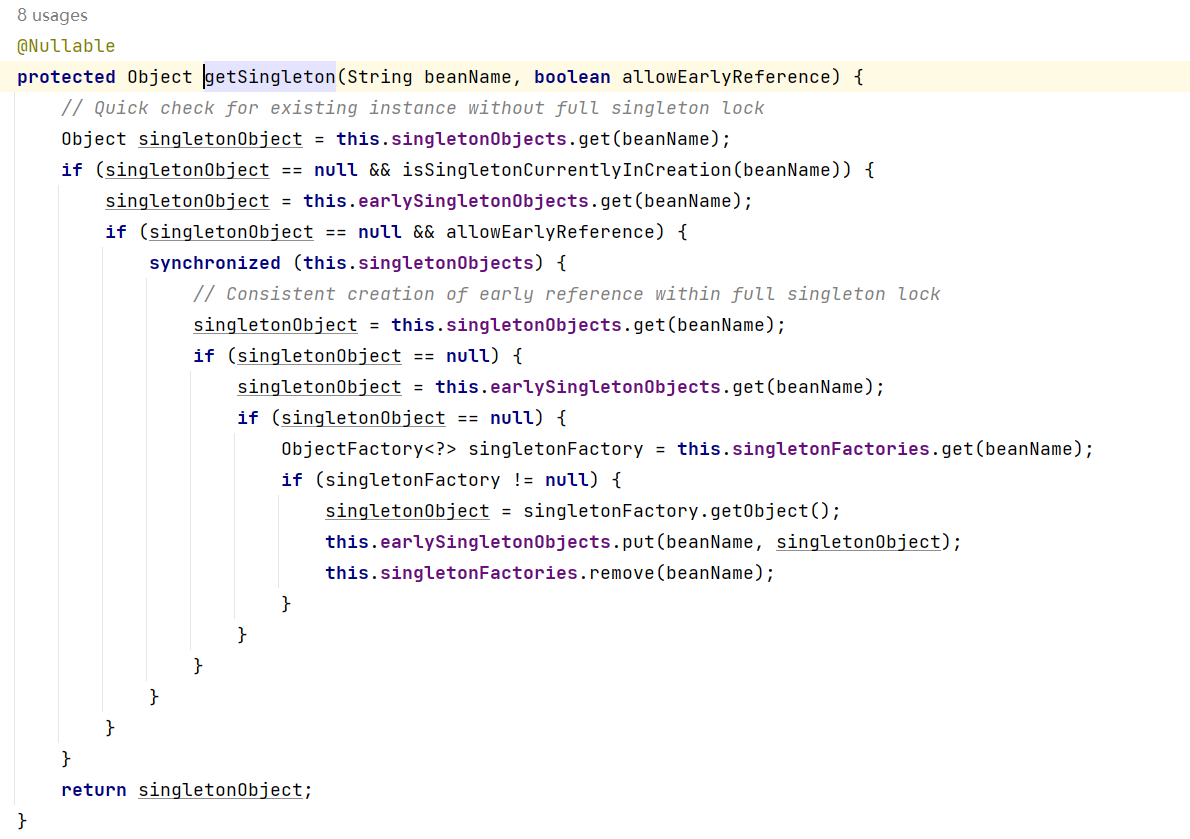 8 usages
@Nullable
protected Object getSingleton(String beanName, boolean allowEarlyReference) {
    // Quick check for existing instance without full singleton lock
    Object singletonObject = this.singletonObjects.get(beanName);
    if (singletonObject == null && isSingletonCurrentlyInCreation(beanName)) {
        singletonObject = this.earlySingletonObjects.get(beanName);
        if (singletonObject == null && allowEarlyReference) {
            synchronized (this.singletonObjects) {
                // Consistent creation of early reference within full singleton lock
                singletonObject = this.singletonObjects.get(beanName);
                if (singletonObject == null) {
                    singletonObject = this.earlySingletonObjects.get(beanName);
                    if (singletonObject == null) {
                        ObjectFactory<?> singletonFactory = this.singletonFactories.get(beanName);
                        if (singletonFactory != null) {
                            singletonObject = singletonFactory.getObject();
                            this.earlySingletonObjects.put(beanName, singletonObject);
                            this.singletonFactories.remove(beanName);
                        }
                    }
                }
            }
        }
    }
    return singletonObject;
}